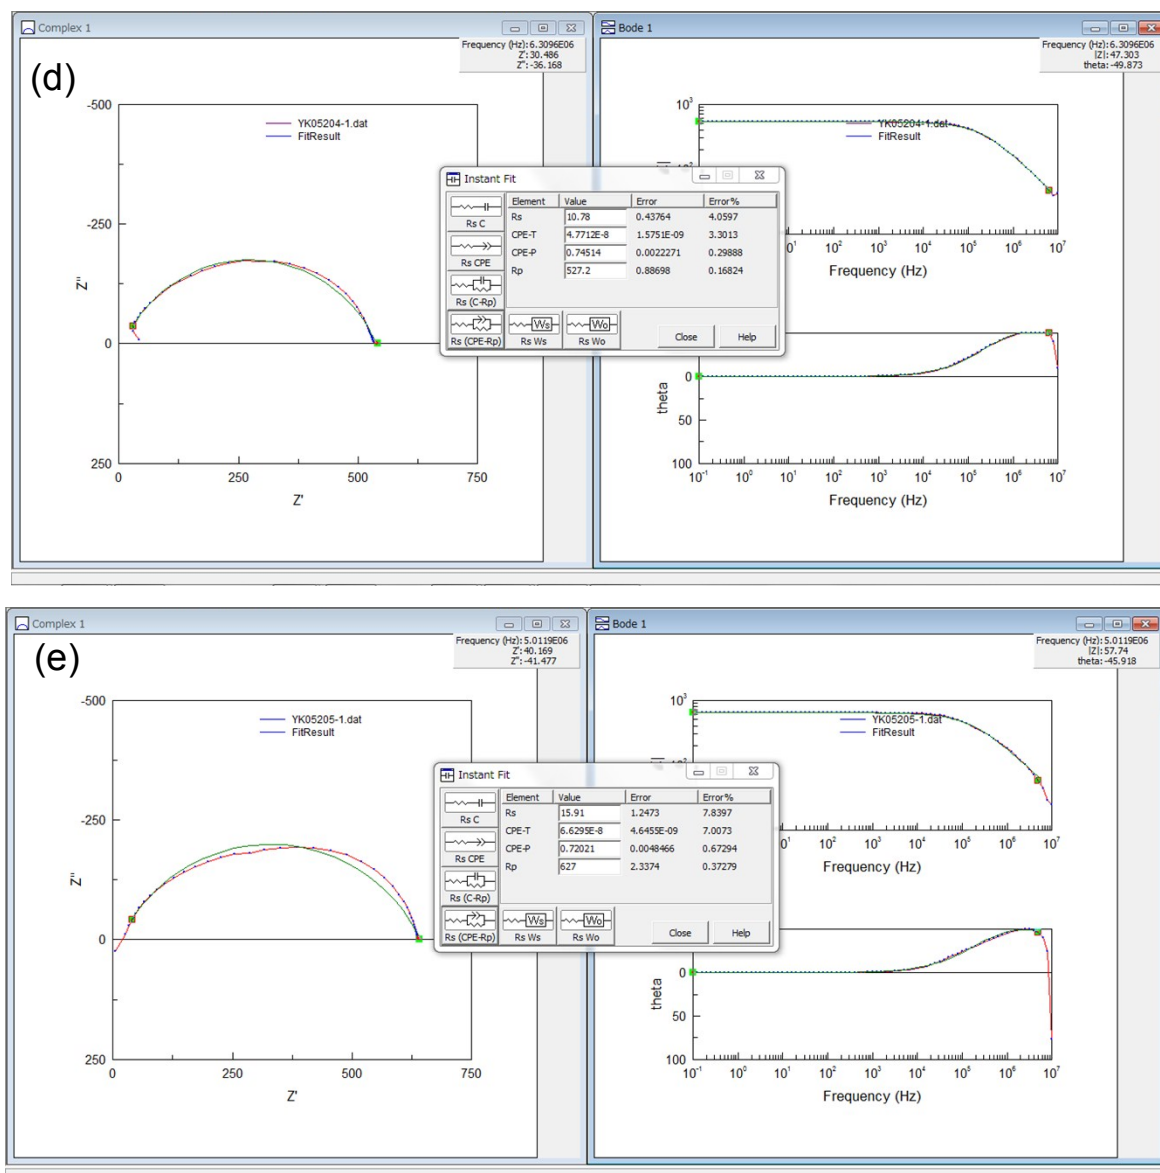 (d)
Complex 1
Frequency (Hz): 6.3096E06
Z': 30.486
Z'': -36.168
-500
-250
0
250
Z''
YK05204-1.dat
FitResult
0
250
500
750
Z'
Bode 1
Frequency (Hz): 6.3096E06
|Z|: 47.303
theta: -49.873
10³
10²
YK05204-1.dat
FitResult
10¹ 10² 10³ 10⁴ 10⁵ 10⁶ 10⁷
Frequency (Hz)
theta
0
50
100
10⁻¹ 10⁰ 10¹ 10² 10³ 10⁴ 10⁵ 10⁶ 10⁷
Frequency (Hz)
Instant Fit
Element Value Error Error%
Rs 10.78 0.43764 4.0597
CPE-T 4.7712E-8 1.5751E-09 3.3013
CPE-P 0.74514 0.0022271 0.29888
Rp 527.2 0.88698 0.16824
Rs C
Rs CPE
Rs (C-Rp)
Rs (CPE-Rp) Rs Ws Rs Wo
Close Help
(e)
Complex 1
Frequency (Hz): 5.0119E06
Z': 40.169
Z'': -41.477
-500
-250
0
250
Z''
YK05205-1.dat
FitResult
0
250
500
750
Z'
Bode 1
Frequency (Hz): 5.0119E06
|Z|: 57.74
theta: -45.918
10³
YK05205-1.dat
FitResult
10¹ 10² 10³ 10⁴ 10⁵ 10⁶ 10⁷
Frequency (Hz)
theta
0
50
100
10⁻¹ 10⁰ 10¹ 10² 10³ 10⁴ 10⁵ 10⁶ 10⁷
Frequency (Hz)
Instant Fit
Element Value Error Error%
Rs 15.91 1.2473 7.8397
CPE-T 6.6295E-8 4.6455E-09 7.0073
CPE-P 0.72021 0.0048466 0.67294
Rp 627 2.3374 0.37279
Rs C
Rs CPE
Rs (C-Rp)
Rs (CPE-Rp) Rs Ws Rs Wo
Close Help